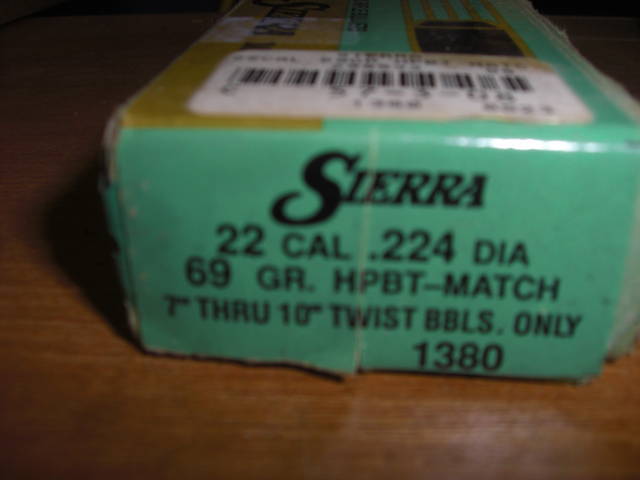 SIERRA
22 CAL .224 DIA
69 GR. HPBT-MATCH
7" THRU 10" TWIST BBLS. ONLY
1380